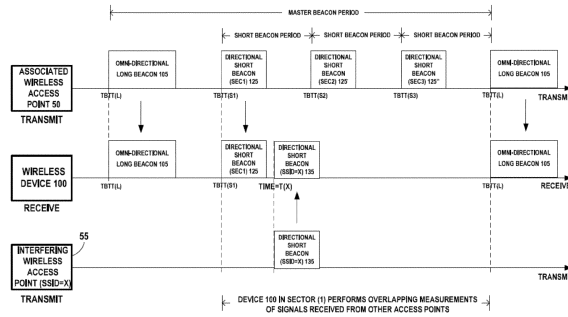 MASTER BEACON PERIOD
SHORT BEACON PERIOD
SHORT BEACON PERIOD
SHORT BEACON PERIOD
ASSOCIATED
WIRELESS
ACCESS
POINT 50
TRANSMIT
OMNI-DIRECTIONAL
LONG BEACON 105
DIRECTIONAL
SHORT
BEACON
(SEC1) 125
DIRECTIONAL
SHORT
BEACON
(SEC2) 125'
DIRECTIONAL
SHORT
BEACON
(SEC3) 125"
OMNI-DIRECTIONAL
LONG BEACON 105
TBTT(L)
TBTT(S1)
TBTT(S2)
TBTT(S3)
TBTT(L)
TRANSM
WIRELESS
DEVICE 100
RECEIVE
OMNI-DIRECTIONAL
LONG BEACON 105
DIRECTIONAL
SHORT
BEACON
(SEC1) 125
DIRECTIONAL
SHORT
BEACON
(SSID=X) 135
OMNI-DIRECTIONAL
LONG BEACON 105
TBTT(L)
TBTT(S1)
TIME=T(X)
TBTT(L)
RECEIVE
55
INTERFERING
WIRELESS
ACCESS
POINT (SSID=X)
TRANSMIT
DIRECTIONAL
SHORT
BEACON
(SSID=X) 135
TRANSM
DEVICE 100 IN SECTOR (1) PERFORMS OVERLAPPING MEASUREMENTS
OF SIGNALS RECEIVED FROM OTHER ACCESS POINTS